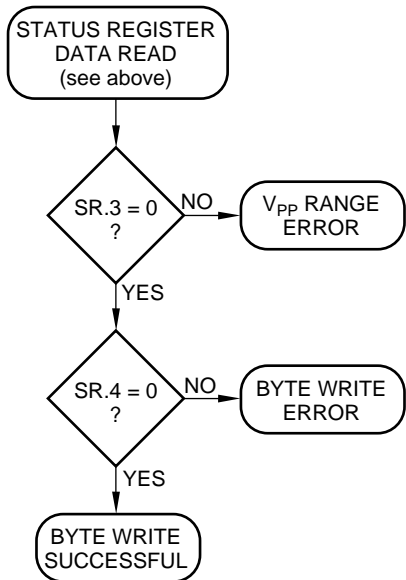 STATUS REGISTER
DATA READ
(see above)
SR.3 = 0
?
NO
V_PP RANGE
ERROR
YES
SR.4 = 0
?
NO
BYTE WRITE
ERROR
YES
BYTE WRITE
SUCCESSFUL